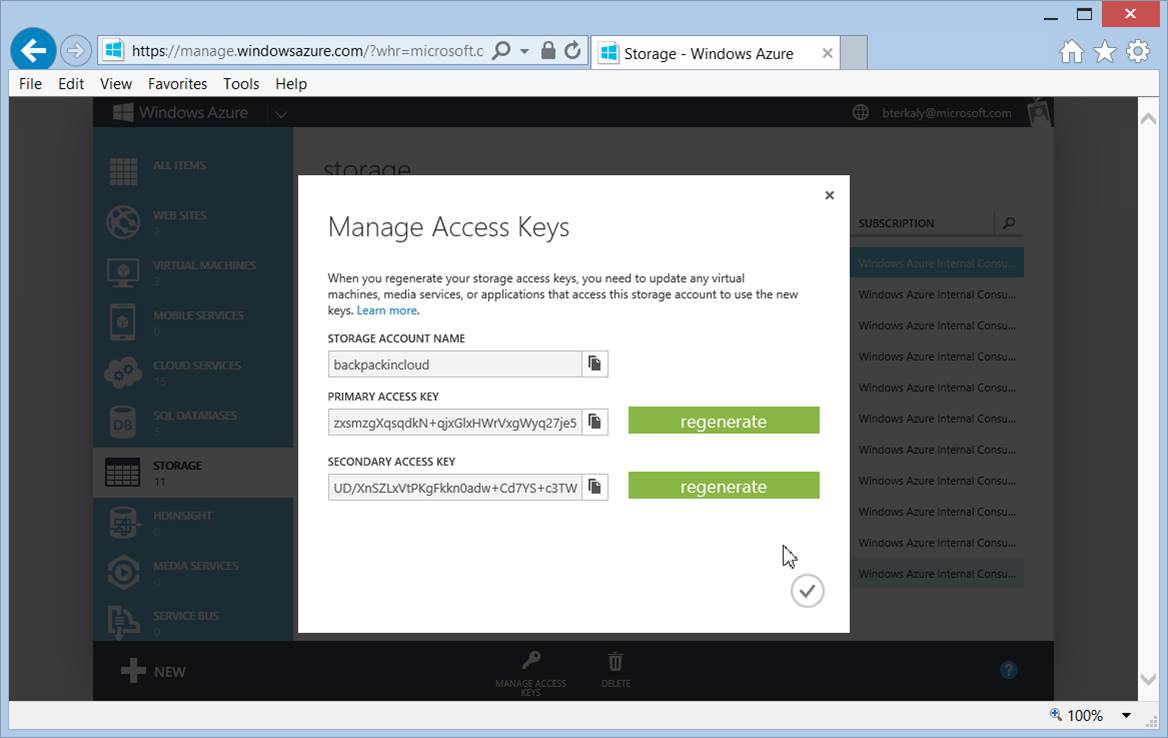 https://manage.windowsazure.com/?whr=microsoft.c
Storage - Windows Azure
File Edit View Favorites Tools Help
Windows Azure
bterkaly@microsoft.com
ALL ITEMS
WEB SITES
2
VIRTUAL MACHINES
3
MOBILE SERVICES
0
CLOUD SERVICES
15
SQL DATABASES
5
STORAGE
11
HDINSIGHT
0
MEDIA SERVICES
0
SERVICE BUS
0
storage
Manage Access Keys
When you regenerate your storage access keys, you need to update any virtual
machines, media services, or applications that access this storage account to use the new
keys. Learn more.
STORAGE ACCOUNT NAME
backpackincloud
PRIMARY ACCESS KEY
zxsmzgXqsqdkN+qjxGlxHWrVxgWyq27je5
regenerate
SECONDARY ACCESS KEY
UD/XnSZLxVtPKgFkkn0adw+Cd7YS+c3TW
regenerate
SUBSCRIPTION
Windows Azure Internal Consu...
Windows Azure Internal Consu...
Windows Azure Internal Consu...
Windows Azure Internal Consu...
Windows Azure Internal Consu...
Windows Azure Internal Consu...
Windows Azure Internal Consu...
Windows Azure Internal Consu...
Windows Azure Internal Consu...
Windows Azure Internal Consu...
Windows Azure Internal Consu...
NEW
MANAGE ACCESS
KEYS
DELETE
?
100%